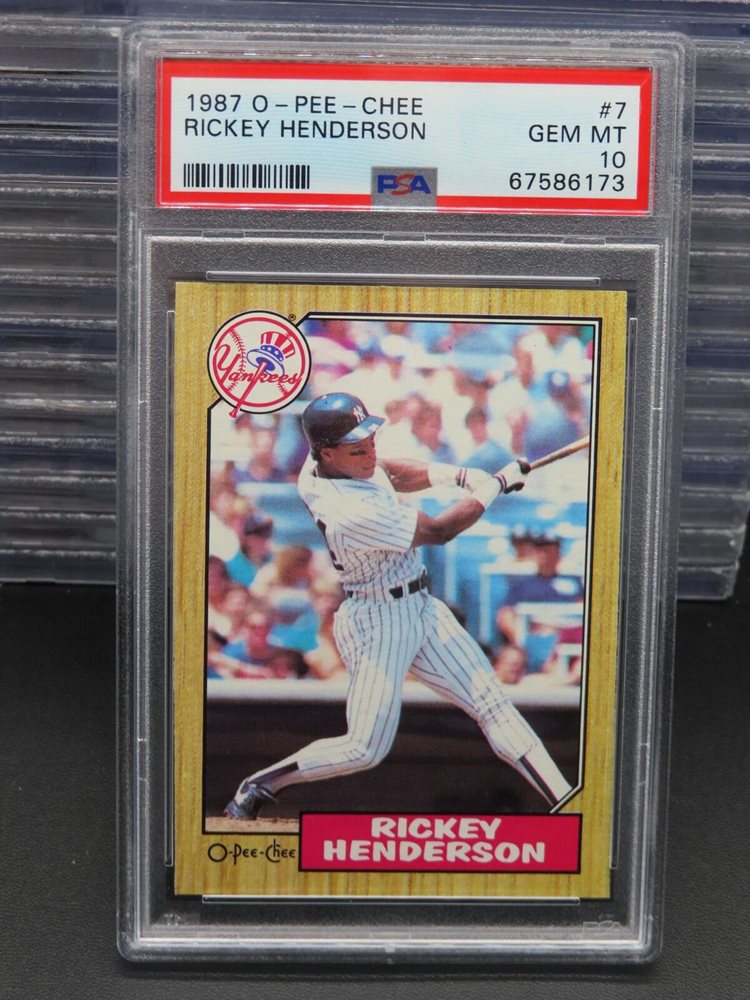 1987 O-PEE-CHEE #7
RICKEY HENDERSON GEM MT
10
PSA 67586173
Yankees ®
NY
O-Pee-Chee
RICKEY
HENDERSON